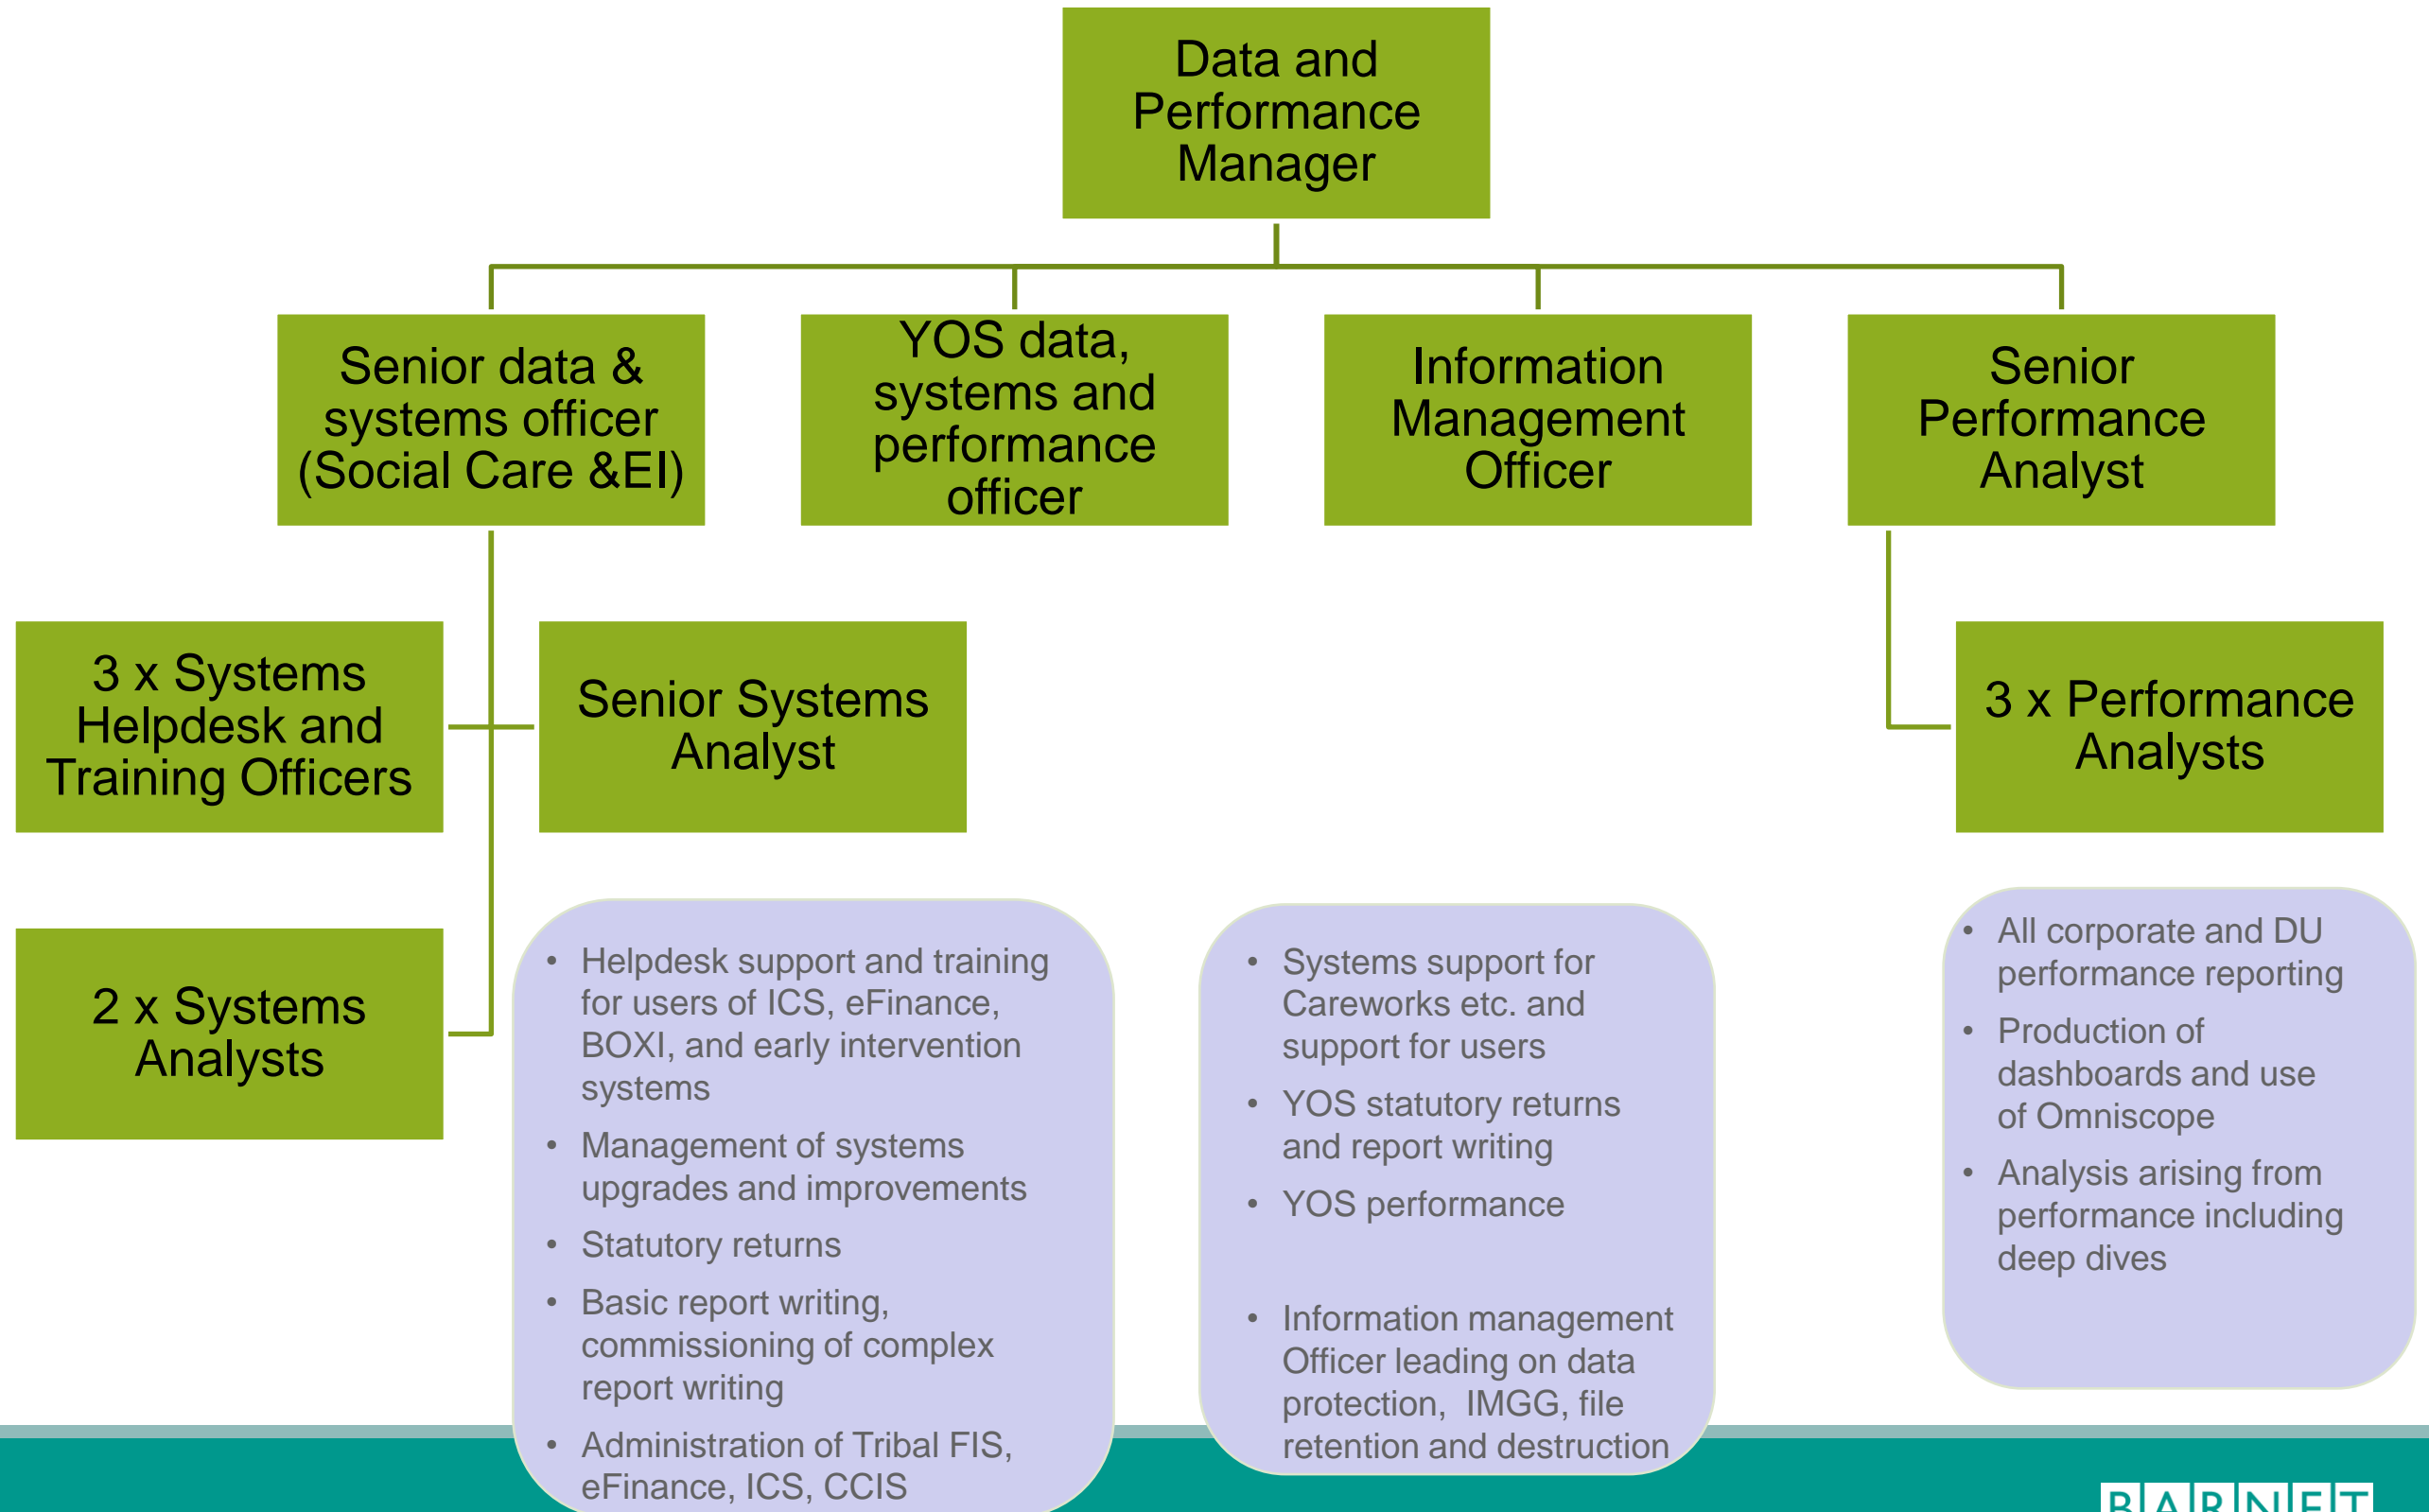 Data and
Performance
Manager
Senior data &
systems officer
(Social Care &EI)
YOS data,
systems and
performance
officer
Information
Management
Officer
Senior
Performance
Analyst
3 x Systems
Helpdesk and
Training Officers
Senior Systems
Analyst
3 x Performance
Analysts
2 x Systems
Analysts
• Helpdesk support and training
for users of ICS, eFinance,
BOXI, and early intervention
systems
• Management of systems
upgrades and improvements
• Statutory returns
• Basic report writing,
commissioning of complex
report writing
• Administration of Tribal FIS,
eFinance, ICS, CCIS
• Systems support for
Careworks etc. and
support for users
• YOS statutory returns
and report writing
• YOS performance
• Information management
Officer leading on data
protection, IMGG, file
retention and destruction
• All corporate and DU
performance reporting
• Production of
dashboards and use
of Omniscope
• Analysis arising from
performance including
deep dives
BARNET